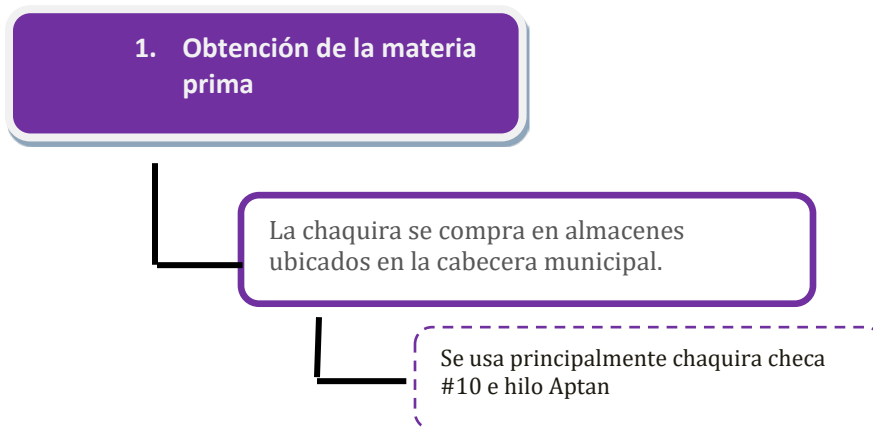 1. Obtención de la materia
prima
La chaquira se compra en almacenes
ubicados en la cabecera municipal.
Se usa principalmente chaquira checa
#10 e hilo Aptan